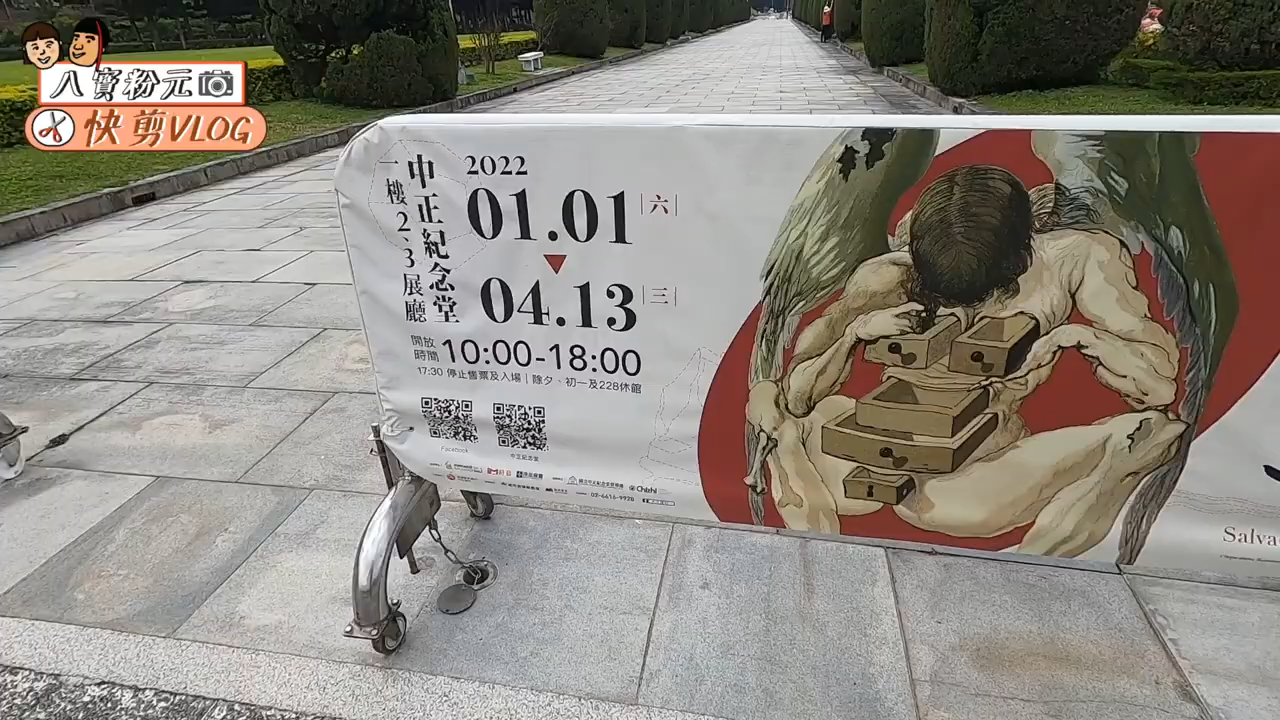 八寶粉元
快剪VLOG
中正紀念堂
一樓2、3展廳
2022
01.01 六
04.13 三
開放時間 10:00-18:00
17:30 停止售票及入場｜除夕、初一及228休館
Facebook
中正紀念堂
02-6616-9928
Salva